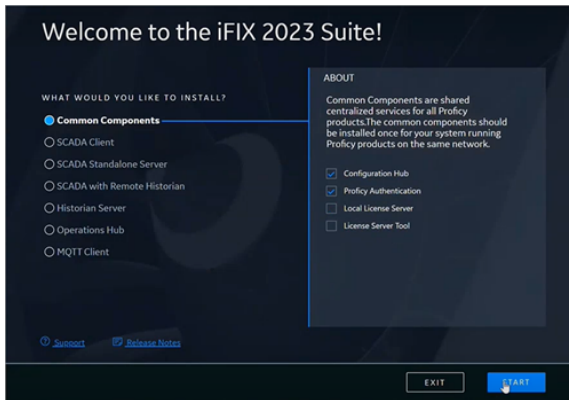 Welcome to the iFIX 2023 Suite!
WHAT WOULD YOU LIKE TO INSTALL?
Common Components
SCADA Client
SCADA Standalone Server
SCADA with Remote Historian
Historian Server
Operations Hub
MQTT Client
Support
Release Notes
ABOUT
Common Components are shared
centralized services for all Proficy
products.The common components should
be installed once for your system running
Proficy products on the same network.
Configuration Hub
Proficy Authentication
Local License Server
License Server Tool
EXIT
START